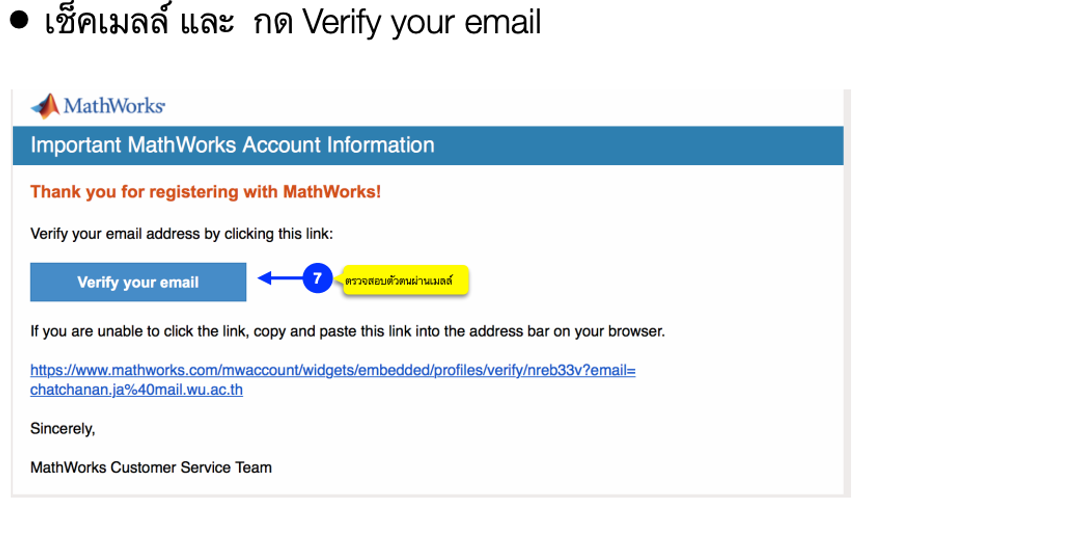 ● เช็คเมลล์ และ กด Verify your email
MathWorks®
Important MathWorks Account Information
Thank you for registering with MathWorks!
Verify your email address by clicking this link:
Verify your email
7
ตรวจสอบตัวตนผ่านเมลล์
If you are unable to click the link, copy and paste this link into the address bar on your browser.
https://www.mathworks.com/mwaccount/widgets/embedded/profiles/verify/nreb33v?email=
chatchanan.ja%40mail.wu.ac.th
Sincerely,
MathWorks Customer Service Team